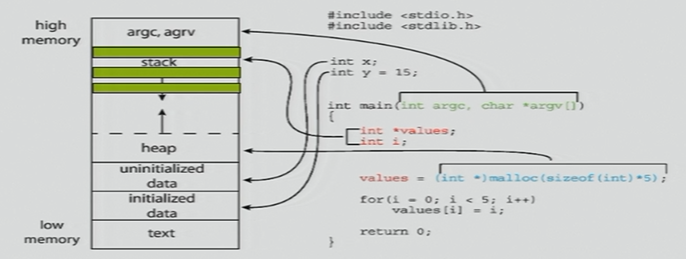 high
memory
argc, agrv
stack
heap
uninitialized
data
initialized
data
text
low
memory
#include <stdio.h>
#include <stdlib.h>
int x;
int y = 15;
int main(int argc, char *argv[])
{
int *values;
int i;
values = (int *)malloc(sizeof(int)*5);
for(i = 0; i < 5; i++)
values[i] = i;
return 0;
}